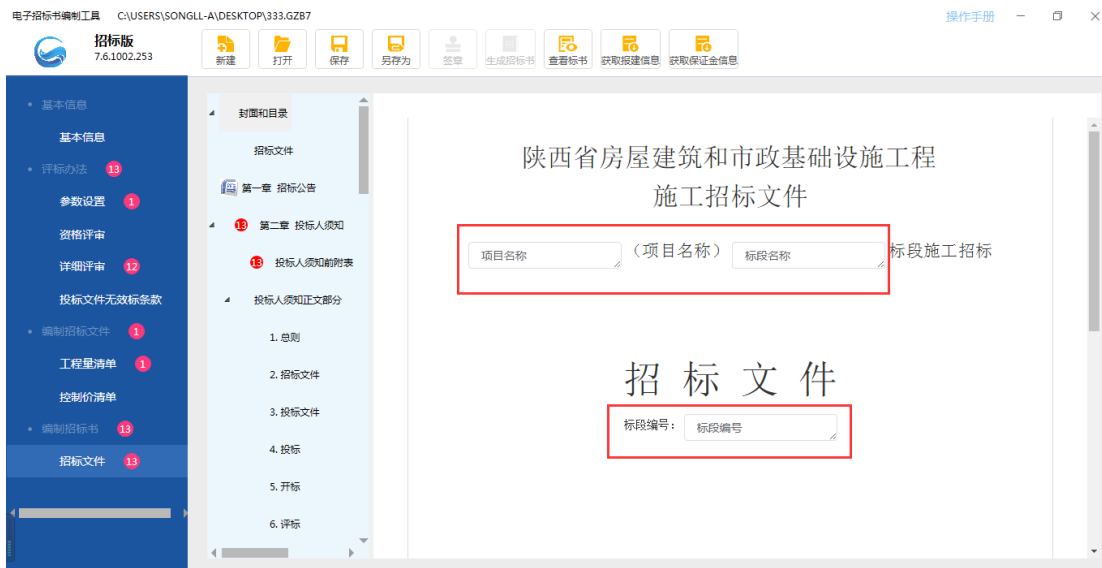 电子招标书编制工具 C:\USERS\SONGLL-A\DESKTOP\333.GZB7 操作手册
招标版
7.6.1002.253
新建 打开 保存 另存为 签章 生成招标书 查看标书 获取报建信息 获取保证金信息
基本信息
基本信息
评标办法 13
参数设置 1
资格评审
详细评审 12
投标文件无效标条款
编制招标文件 1
工程量清单 1
控制价清单
编制招标书 13
招标文件 13
封面和目录
招标文件
第一章 招标公告
13 第二章 投标人须知
13 投标人须知前附表
投标人须知正文部分
1. 总则
2. 招标文件
3. 投标文件
4. 投标
5. 开标
6. 评标
陕西省房屋建筑和市政基础设施工程
施工招标文件
项目名称 （项目名称） 标段名称 标段施工招标
招 标 文 件
标段编号： 标段编号